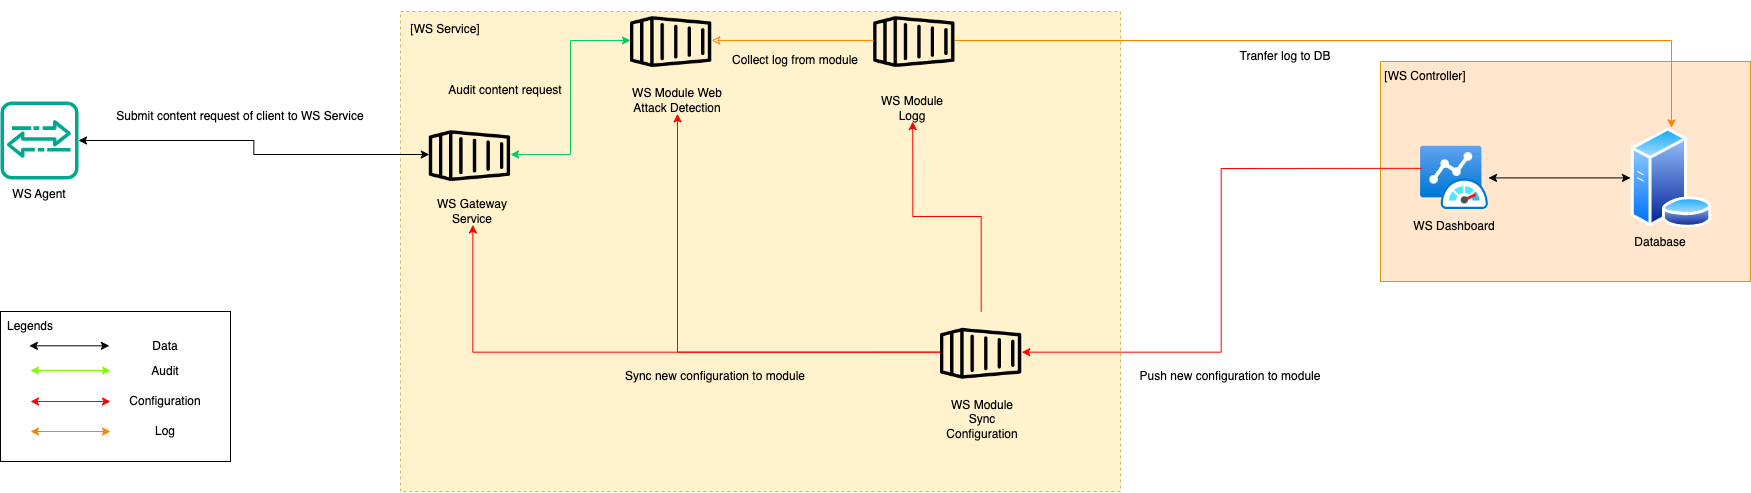 [WS Service]
Collect log from module
Tranfer log to DB
[WS Controller]
Audit content request
WS Module Web
Attack Detection
WS Module
Logg
Submit content request of client to WS Service
WS Agent
WS Gateway
Service
WS Dashboard
Database
Legends
Data
Audit
Configuration
Log
Sync new configuration to module
Push new configuration to module
WS Module
Sync
Configuration